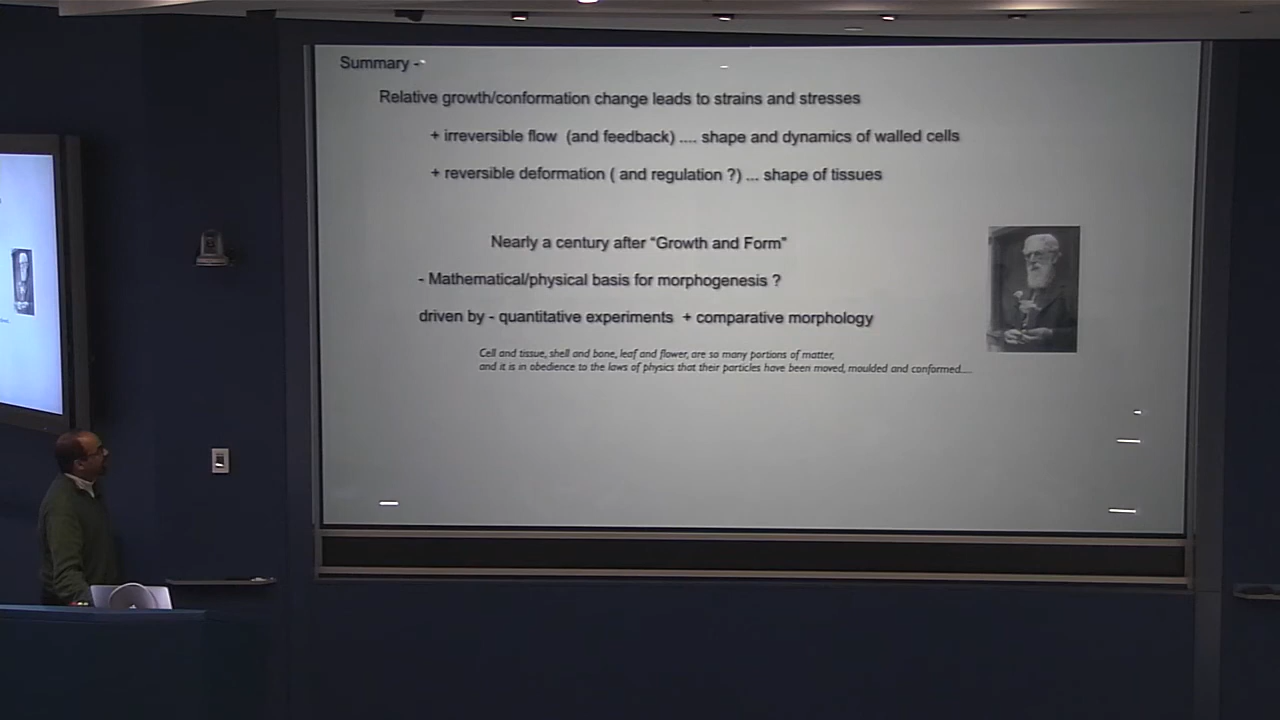 Summary -
Relative growth/conformation change leads to strains and stresses
+ irreversible flow (and feedback) .... shape and dynamics of walled cells
+ reversible deformation ( and regulation ?) ... shape of tissues
Nearly a century after “Growth and Form”
- Mathematical/physical basis for morphogenesis ?
driven by - quantitative experiments + comparative morphology
Cell and tissue, shell and bone, leaf and flower, are so many portions of matter,
and it is in obedience to the laws of physics that their particles have been moved, moulded and conformed....